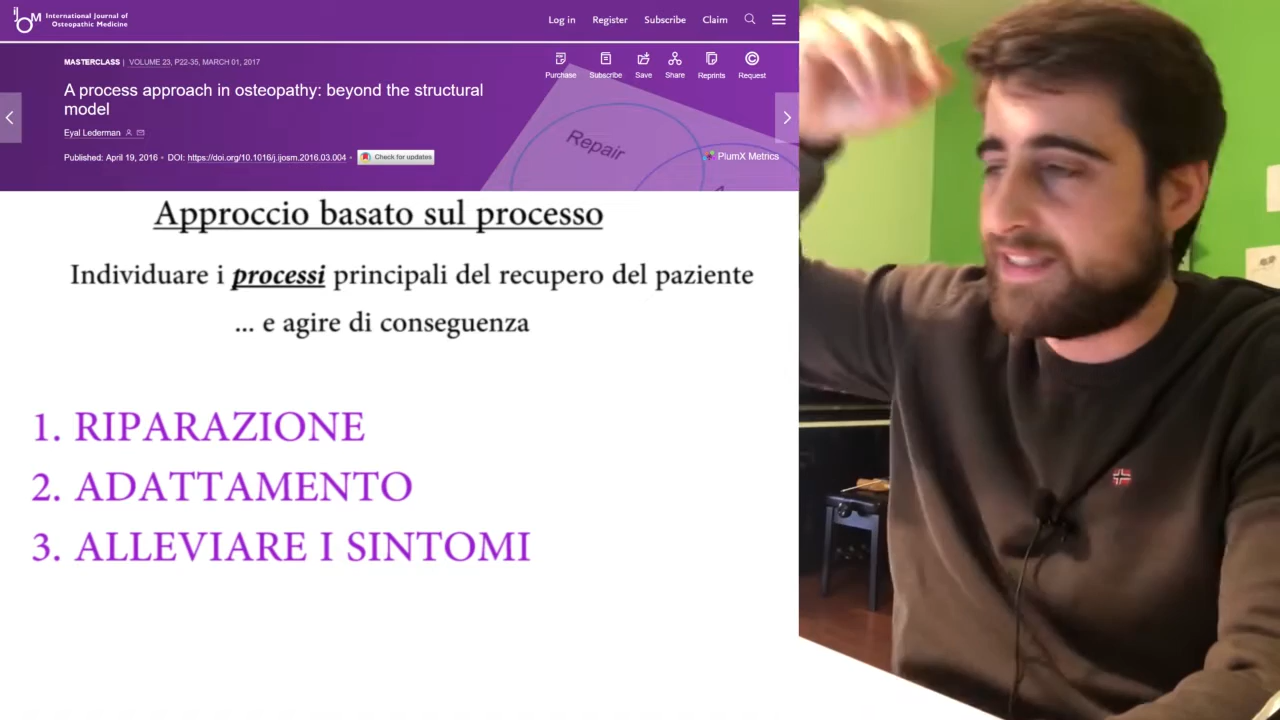 International Journal of
Osteopathic Medicine
Log in
Register
Subscribe
Claim
MASTERCLASS | VOLUME 23, P22-35, MARCH 01, 2017
Purchase
Subscribe
Save
Share
Reprints
Request
A process approach in osteopathy: beyond the structural
model
Eyal Lederman
Published: April 19, 2016 • DOI: https://doi.org/10.1016/j.ijosm.2016.03.004 •
Check for updates
Repair
PlumX Metrics
Approccio basato sul processo
Individuare i processi principali del recupero del paziente
... e agire di conseguenza
1. RIPARAZIONE
2. ADATTAMENTO
3. ALLEVIARE I SINTOMI